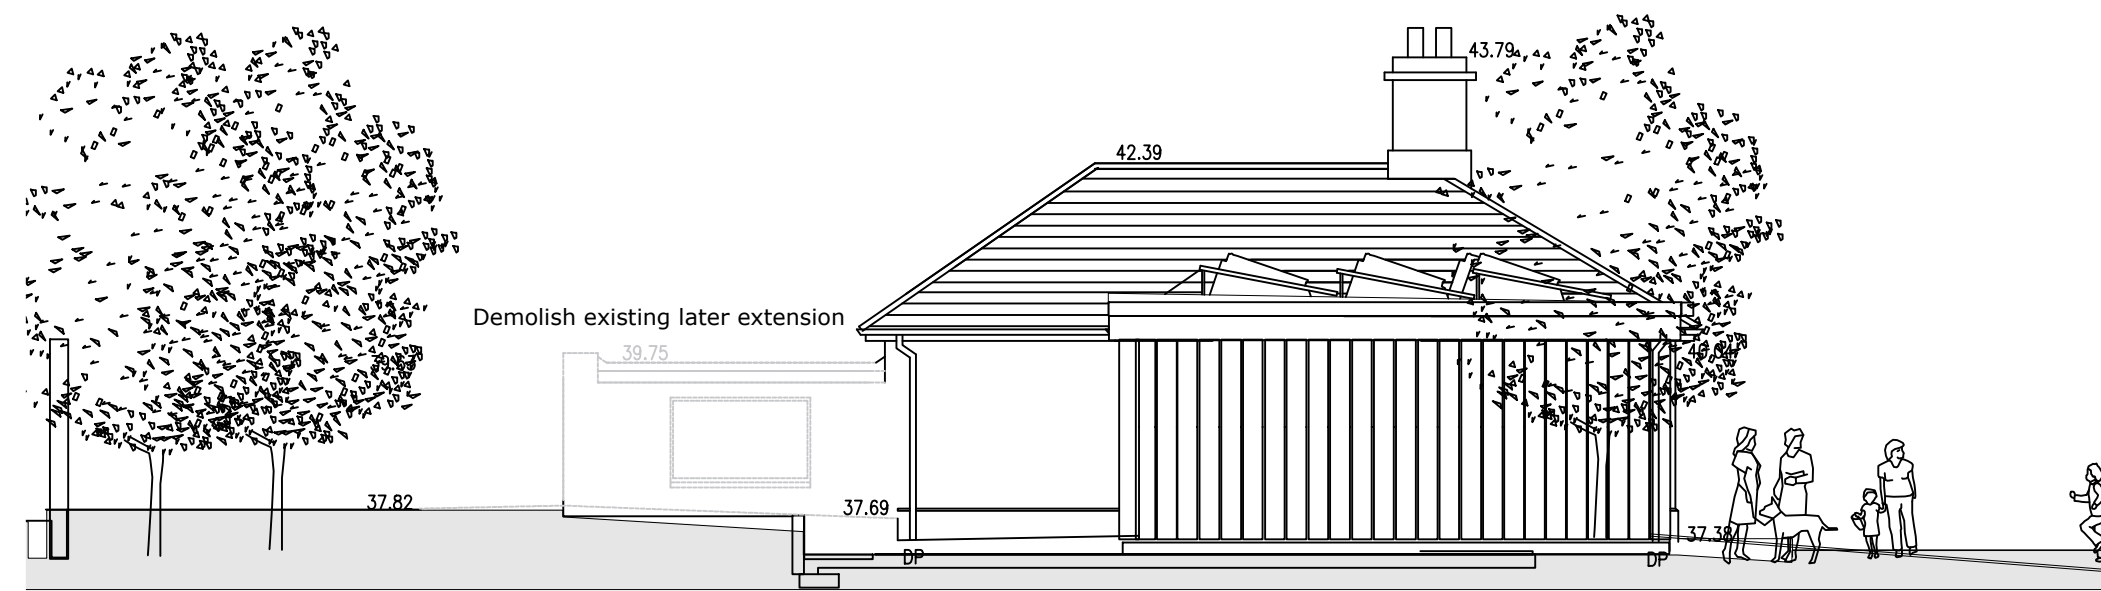 43.79
42.39
Demolish existing later extension
39.75
37.82
37.69
37.38
DP
DP